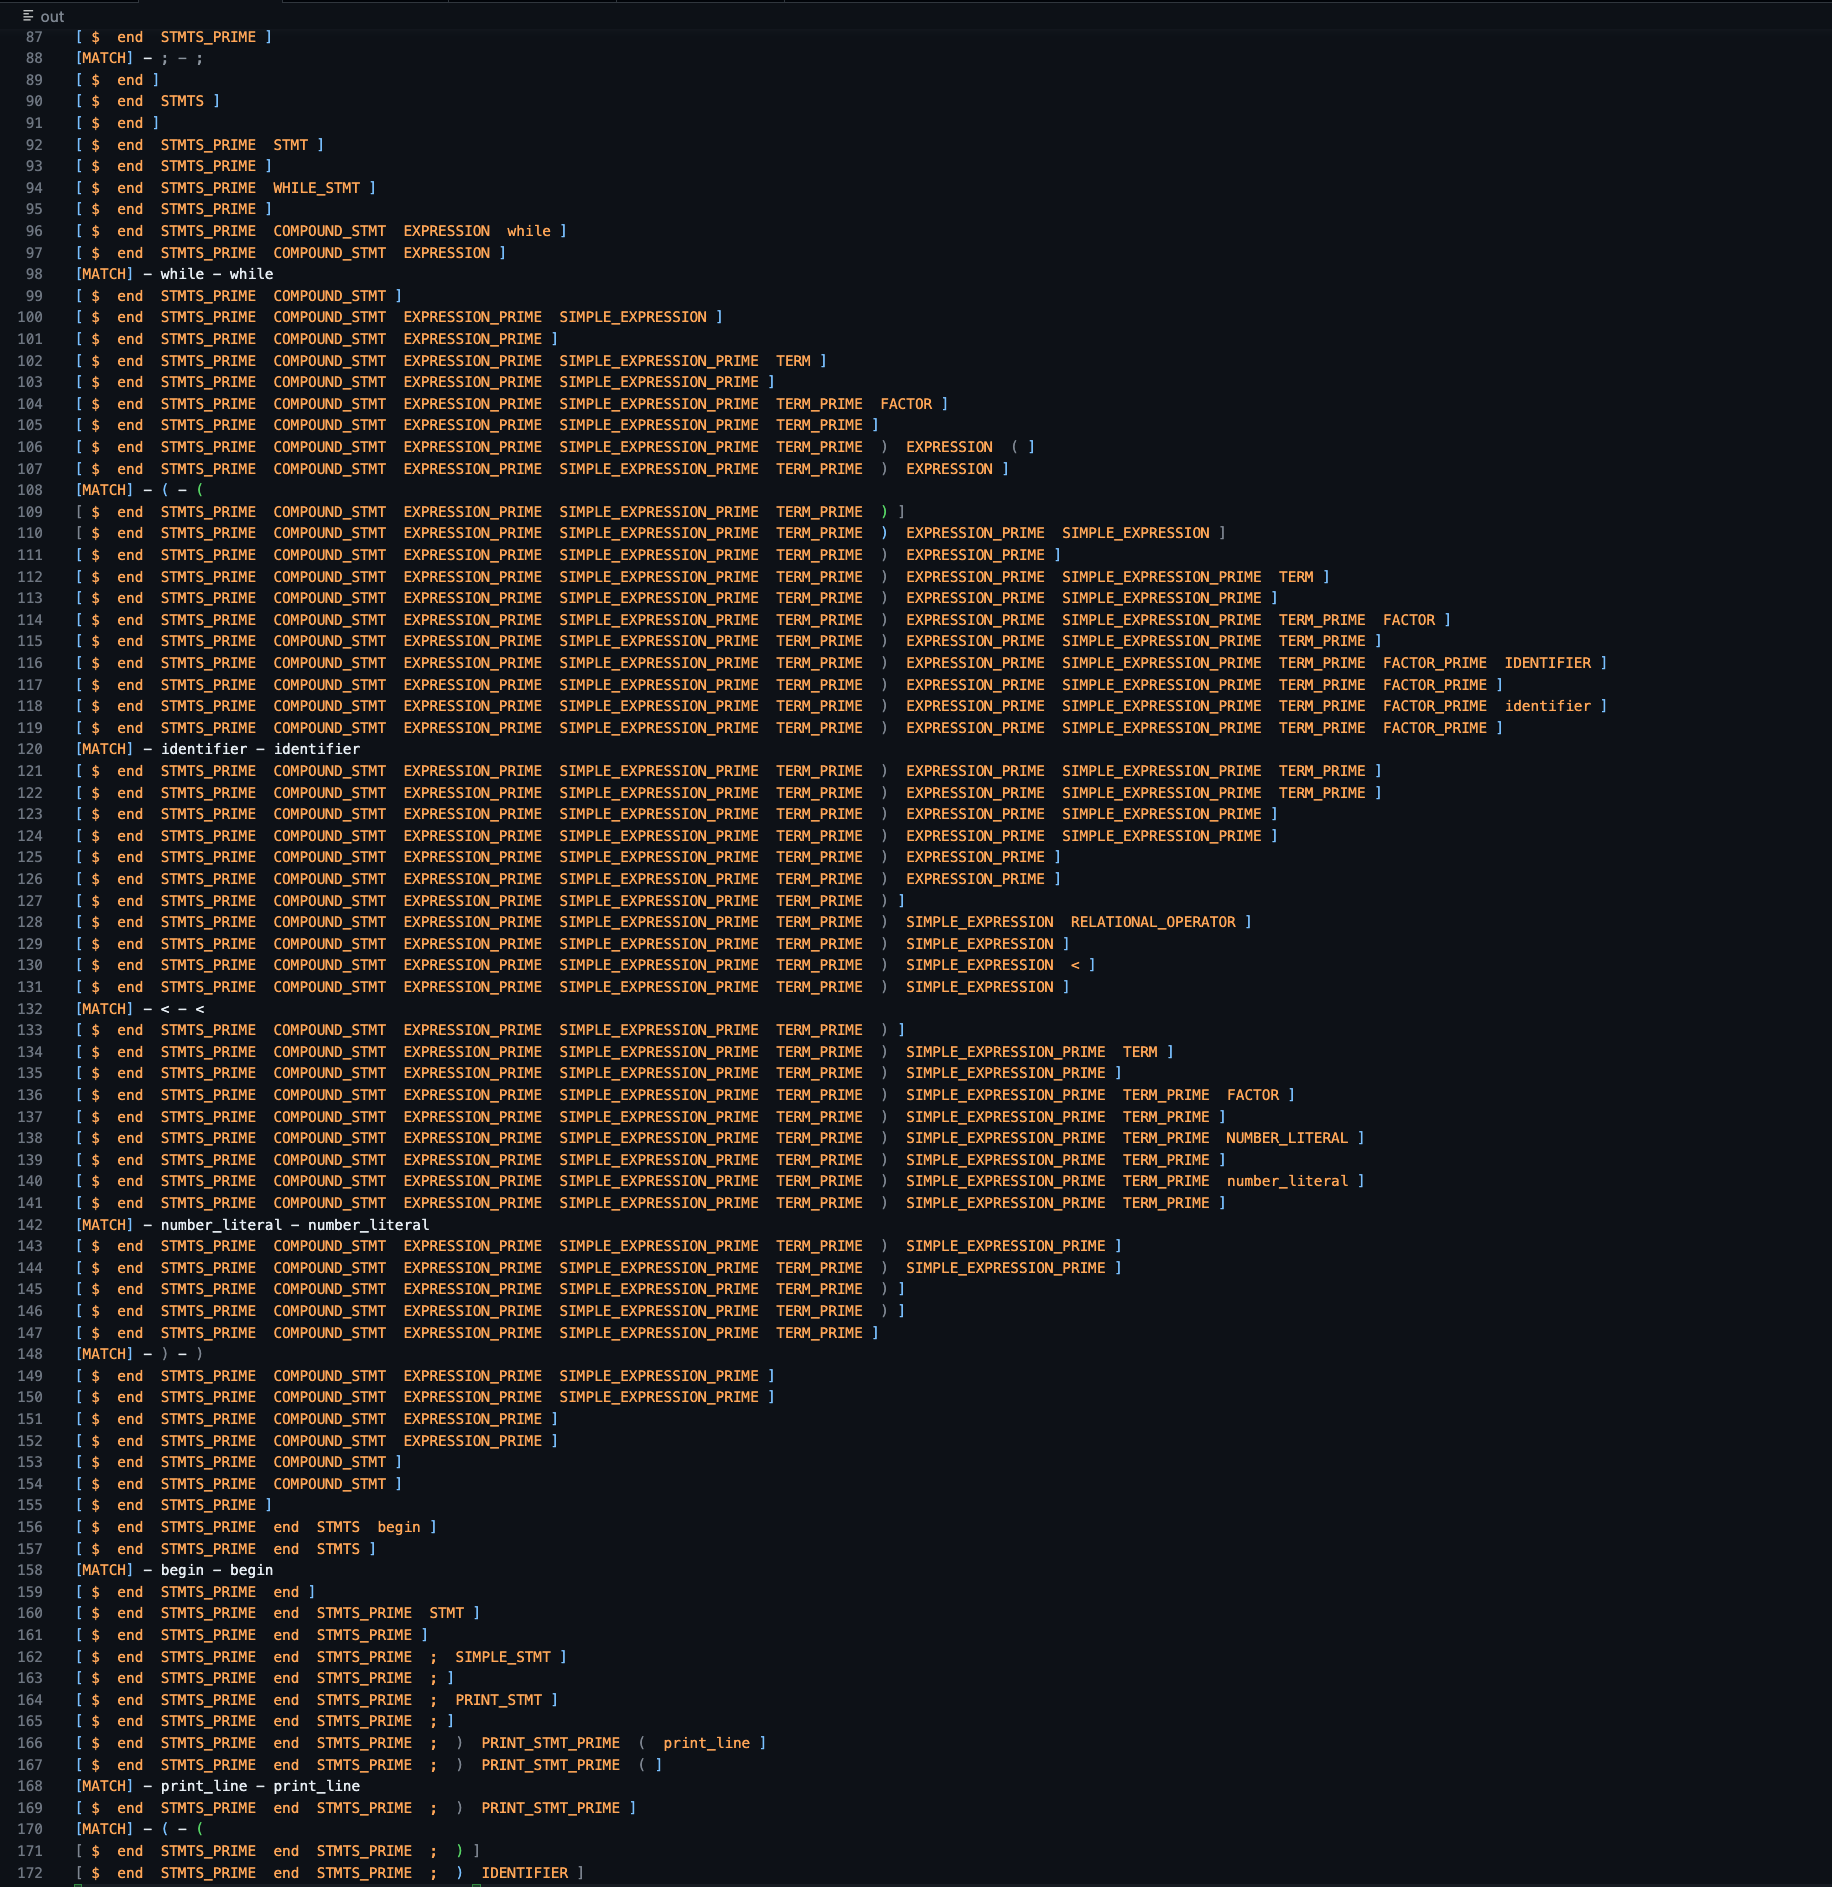 out
87 [ $ end STMTS_PRIME ]
88 [MATCH] - ; - ;
89 [ $ end ]
90 [ $ end STMTS ]
91 [ $ end ]
92 [ $ end STMTS_PRIME STMT ]
93 [ $ end STMTS_PRIME ]
94 [ $ end STMTS_PRIME WHILE_STMT ]
95 [ $ end STMTS_PRIME ]
96 [ $ end STMTS_PRIME COMPOUND_STMT EXPRESSION while ]
97 [ $ end STMTS_PRIME COMPOUND_STMT EXPRESSION ]
98 [MATCH] - while - while
99 [ $ end STMTS_PRIME COMPOUND_STMT ]
100 [ $ end STMTS_PRIME COMPOUND_STMT EXPRESSION_PRIME SIMPLE_EXPRESSION ]
101 [ $ end STMTS_PRIME COMPOUND_STMT EXPRESSION_PRIME ]
102 [ $ end STMTS_PRIME COMPOUND_STMT EXPRESSION_PRIME SIMPLE_EXPRESSION_PRIME TERM ]
103 [ $ end STMTS_PRIME COMPOUND_STMT EXPRESSION_PRIME SIMPLE_EXPRESSION_PRIME ]
104 [ $ end STMTS_PRIME COMPOUND_STMT EXPRESSION_PRIME SIMPLE_EXPRESSION_PRIME TERM_PRIME FACTOR ]
105 [ $ end STMTS_PRIME COMPOUND_STMT EXPRESSION_PRIME SIMPLE_EXPRESSION_PRIME TERM_PRIME ]
106 [ $ end STMTS_PRIME COMPOUND_STMT EXPRESSION_PRIME SIMPLE_EXPRESSION_PRIME TERM_PRIME ) EXPRESSION ( ]
107 [ $ end STMTS_PRIME COMPOUND_STMT EXPRESSION_PRIME SIMPLE_EXPRESSION_PRIME TERM_PRIME ) EXPRESSION ]
108 [MATCH] - ( - (
109 [ $ end STMTS_PRIME COMPOUND_STMT EXPRESSION_PRIME SIMPLE_EXPRESSION_PRIME TERM_PRIME ) ]
110 [ $ end STMTS_PRIME COMPOUND_STMT EXPRESSION_PRIME SIMPLE_EXPRESSION_PRIME TERM_PRIME ) EXPRESSION_PRIME SIMPLE_EXPRESSION ]
111 [ $ end STMTS_PRIME COMPOUND_STMT EXPRESSION_PRIME SIMPLE_EXPRESSION_PRIME TERM_PRIME ) EXPRESSION_PRIME ]
112 [ $ end STMTS_PRIME COMPOUND_STMT EXPRESSION_PRIME SIMPLE_EXPRESSION_PRIME TERM_PRIME ) EXPRESSION_PRIME SIMPLE_EXPRESSION_PRIME TERM ]
113 [ $ end STMTS_PRIME COMPOUND_STMT EXPRESSION_PRIME SIMPLE_EXPRESSION_PRIME TERM_PRIME ) EXPRESSION_PRIME SIMPLE_EXPRESSION_PRIME ]
114 [ $ end STMTS_PRIME COMPOUND_STMT EXPRESSION_PRIME SIMPLE_EXPRESSION_PRIME TERM_PRIME ) EXPRESSION_PRIME SIMPLE_EXPRESSION_PRIME TERM_PRIME FACTOR ]
115 [ $ end STMTS_PRIME COMPOUND_STMT EXPRESSION_PRIME SIMPLE_EXPRESSION_PRIME TERM_PRIME ) EXPRESSION_PRIME SIMPLE_EXPRESSION_PRIME TERM_PRIME ]
116 [ $ end STMTS_PRIME COMPOUND_STMT EXPRESSION_PRIME SIMPLE_EXPRESSION_PRIME TERM_PRIME ) EXPRESSION_PRIME SIMPLE_EXPRESSION_PRIME TERM_PRIME FACTOR_PRIME IDENTIFIER ]
117 [ $ end STMTS_PRIME COMPOUND_STMT EXPRESSION_PRIME SIMPLE_EXPRESSION_PRIME TERM_PRIME ) EXPRESSION_PRIME SIMPLE_EXPRESSION_PRIME TERM_PRIME FACTOR_PRIME ]
118 [ $ end STMTS_PRIME COMPOUND_STMT EXPRESSION_PRIME SIMPLE_EXPRESSION_PRIME TERM_PRIME ) EXPRESSION_PRIME SIMPLE_EXPRESSION_PRIME TERM_PRIME FACTOR_PRIME identifier ]
119 [ $ end STMTS_PRIME COMPOUND_STMT EXPRESSION_PRIME SIMPLE_EXPRESSION_PRIME TERM_PRIME ) EXPRESSION_PRIME SIMPLE_EXPRESSION_PRIME TERM_PRIME FACTOR_PRIME ]
120 [MATCH] - identifier - identifier
121 [ $ end STMTS_PRIME COMPOUND_STMT EXPRESSION_PRIME SIMPLE_EXPRESSION_PRIME TERM_PRIME ) EXPRESSION_PRIME SIMPLE_EXPRESSION_PRIME TERM_PRIME ]
122 [ $ end STMTS_PRIME COMPOUND_STMT EXPRESSION_PRIME SIMPLE_EXPRESSION_PRIME TERM_PRIME ) EXPRESSION_PRIME SIMPLE_EXPRESSION_PRIME TERM_PRIME ]
123 [ $ end STMTS_PRIME COMPOUND_STMT EXPRESSION_PRIME SIMPLE_EXPRESSION_PRIME TERM_PRIME ) EXPRESSION_PRIME SIMPLE_EXPRESSION_PRIME ]
124 [ $ end STMTS_PRIME COMPOUND_STMT EXPRESSION_PRIME SIMPLE_EXPRESSION_PRIME TERM_PRIME ) EXPRESSION_PRIME SIMPLE_EXPRESSION_PRIME ]
125 [ $ end STMTS_PRIME COMPOUND_STMT EXPRESSION_PRIME SIMPLE_EXPRESSION_PRIME TERM_PRIME ) EXPRESSION_PRIME ]
126 [ $ end STMTS_PRIME COMPOUND_STMT EXPRESSION_PRIME SIMPLE_EXPRESSION_PRIME TERM_PRIME ) EXPRESSION_PRIME ]
127 [ $ end STMTS_PRIME COMPOUND_STMT EXPRESSION_PRIME SIMPLE_EXPRESSION_PRIME TERM_PRIME ) ]
128 [ $ end STMTS_PRIME COMPOUND_STMT EXPRESSION_PRIME SIMPLE_EXPRESSION_PRIME TERM_PRIME ) SIMPLE_EXPRESSION RELATIONAL_OPERATOR ]
129 [ $ end STMTS_PRIME COMPOUND_STMT EXPRESSION_PRIME SIMPLE_EXPRESSION_PRIME TERM_PRIME ) SIMPLE_EXPRESSION ]
130 [ $ end STMTS_PRIME COMPOUND_STMT EXPRESSION_PRIME SIMPLE_EXPRESSION_PRIME TERM_PRIME ) SIMPLE_EXPRESSION < ]
131 [ $ end STMTS_PRIME COMPOUND_STMT EXPRESSION_PRIME SIMPLE_EXPRESSION_PRIME TERM_PRIME ) SIMPLE_EXPRESSION ]
132 [MATCH] - < - <
133 [ $ end STMTS_PRIME COMPOUND_STMT EXPRESSION_PRIME SIMPLE_EXPRESSION_PRIME TERM_PRIME ) ]
134 [ $ end STMTS_PRIME COMPOUND_STMT EXPRESSION_PRIME SIMPLE_EXPRESSION_PRIME TERM_PRIME ) SIMPLE_EXPRESSION_PRIME TERM ]
135 [ $ end STMTS_PRIME COMPOUND_STMT EXPRESSION_PRIME SIMPLE_EXPRESSION_PRIME TERM_PRIME ) SIMPLE_EXPRESSION_PRIME ]
136 [ $ end STMTS_PRIME COMPOUND_STMT EXPRESSION_PRIME SIMPLE_EXPRESSION_PRIME TERM_PRIME ) SIMPLE_EXPRESSION_PRIME TERM_PRIME FACTOR ]
137 [ $ end STMTS_PRIME COMPOUND_STMT EXPRESSION_PRIME SIMPLE_EXPRESSION_PRIME TERM_PRIME ) SIMPLE_EXPRESSION_PRIME TERM_PRIME ]
138 [ $ end STMTS_PRIME COMPOUND_STMT EXPRESSION_PRIME SIMPLE_EXPRESSION_PRIME TERM_PRIME ) SIMPLE_EXPRESSION_PRIME TERM_PRIME NUMBER_LITERAL ]
139 [ $ end STMTS_PRIME COMPOUND_STMT EXPRESSION_PRIME SIMPLE_EXPRESSION_PRIME TERM_PRIME ) SIMPLE_EXPRESSION_PRIME TERM_PRIME ]
140 [ $ end STMTS_PRIME COMPOUND_STMT EXPRESSION_PRIME SIMPLE_EXPRESSION_PRIME TERM_PRIME ) SIMPLE_EXPRESSION_PRIME TERM_PRIME number_literal ]
141 [ $ end STMTS_PRIME COMPOUND_STMT EXPRESSION_PRIME SIMPLE_EXPRESSION_PRIME TERM_PRIME ) SIMPLE_EXPRESSION_PRIME TERM_PRIME ]
142 [MATCH] - number_literal - number_literal
143 [ $ end STMTS_PRIME COMPOUND_STMT EXPRESSION_PRIME SIMPLE_EXPRESSION_PRIME TERM_PRIME ) SIMPLE_EXPRESSION_PRIME ]
144 [ $ end STMTS_PRIME COMPOUND_STMT EXPRESSION_PRIME SIMPLE_EXPRESSION_PRIME TERM_PRIME ) SIMPLE_EXPRESSION_PRIME ]
145 [ $ end STMTS_PRIME COMPOUND_STMT EXPRESSION_PRIME SIMPLE_EXPRESSION_PRIME TERM_PRIME ) ]
146 [ $ end STMTS_PRIME COMPOUND_STMT EXPRESSION_PRIME SIMPLE_EXPRESSION_PRIME TERM_PRIME ) ]
147 [ $ end STMTS_PRIME COMPOUND_STMT EXPRESSION_PRIME SIMPLE_EXPRESSION_PRIME TERM_PRIME ]
148 [MATCH] - ) - )
149 [ $ end STMTS_PRIME COMPOUND_STMT EXPRESSION_PRIME SIMPLE_EXPRESSION_PRIME ]
150 [ $ end STMTS_PRIME COMPOUND_STMT EXPRESSION_PRIME SIMPLE_EXPRESSION_PRIME ]
151 [ $ end STMTS_PRIME COMPOUND_STMT EXPRESSION_PRIME ]
152 [ $ end STMTS_PRIME COMPOUND_STMT EXPRESSION_PRIME ]
153 [ $ end STMTS_PRIME COMPOUND_STMT ]
154 [ $ end STMTS_PRIME COMPOUND_STMT ]
155 [ $ end STMTS_PRIME ]
156 [ $ end STMTS_PRIME end STMTS begin ]
157 [ $ end STMTS_PRIME end STMTS ]
158 [MATCH] - begin - begin
159 [ $ end STMTS_PRIME end ]
160 [ $ end STMTS_PRIME end STMTS_PRIME STMT ]
161 [ $ end STMTS_PRIME end STMTS_PRIME ]
162 [ $ end STMTS_PRIME end STMTS_PRIME ; SIMPLE_STMT ]
163 [ $ end STMTS_PRIME end STMTS_PRIME ; ]
164 [ $ end STMTS_PRIME end STMTS_PRIME ; PRINT_STMT ]
165 [ $ end STMTS_PRIME end STMTS_PRIME ; ]
166 [ $ end STMTS_PRIME end STMTS_PRIME ; ) PRINT_STMT_PRIME ( print_line ]
167 [ $ end STMTS_PRIME end STMTS_PRIME ; ) PRINT_STMT_PRIME ( ]
168 [MATCH] - print_line - print_line
169 [ $ end STMTS_PRIME end STMTS_PRIME ; ) PRINT_STMT_PRIME ]
170 [MATCH] - ( - (
171 [ $ end STMTS_PRIME end STMTS_PRIME ; ) ]
172 [ $ end STMTS_PRIME end STMTS_PRIME ; ) IDENTIFIER ]